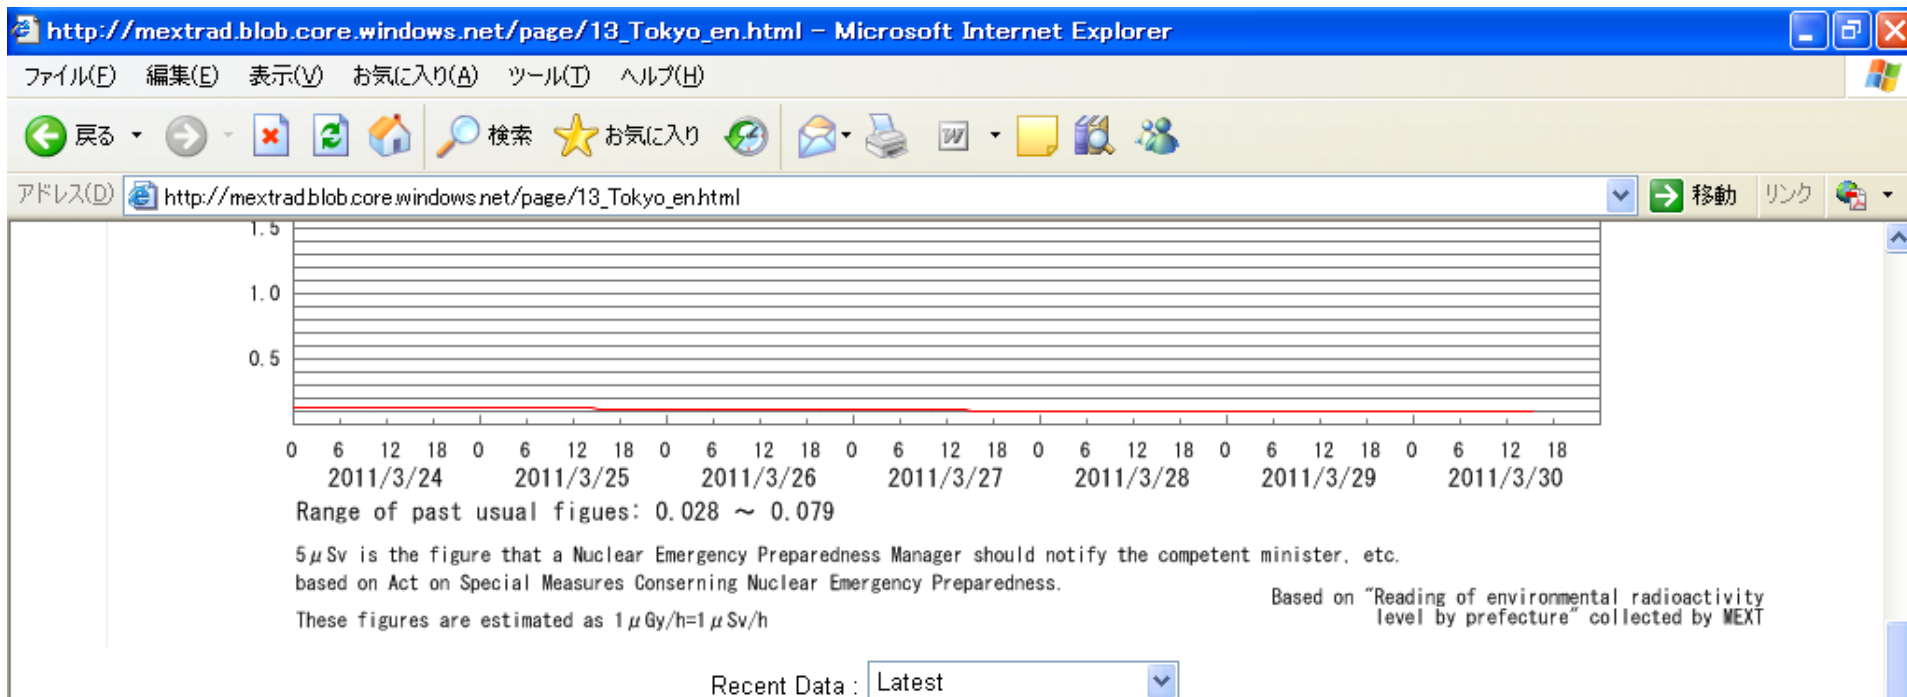 http://mextrad.blob.core.windows.net/page/13_Tokyo_en.html - Microsoft Internet Explorer
ファイル(F) 編集(E) 表示(V) お気に入り(A) ツール(T) ヘルプ(H)
戻る 検索 お気に入り W
アドレス(D) http://mextrad.blob.core.windows.net/page/13_Tokyo_en.html 移動 リンク
1.5
1.0
0.5
0 6 12 18 0 6 12 18 0 6 12 18 0 6 12 18 0 6 12 18 0 6 12 18 0 6 12 18
2011/3/24 2011/3/25 2011/3/26 2011/3/27 2011/3/28 2011/3/29 2011/3/30
Range of past usual figues: 0.028 ～ 0.079
5μSv is the figure that a Nuclear Emergency Preparedness Manager should notify the competent minister, etc.
based on Act on Special Measures Conserning Nuclear Emergency Preparedness.
These figures are estimated as 1μGy/h=1μSv/h
Based on "Reading of environmental radioactivity
level by prefecture" collected by MEXT
Recent Data : Latest